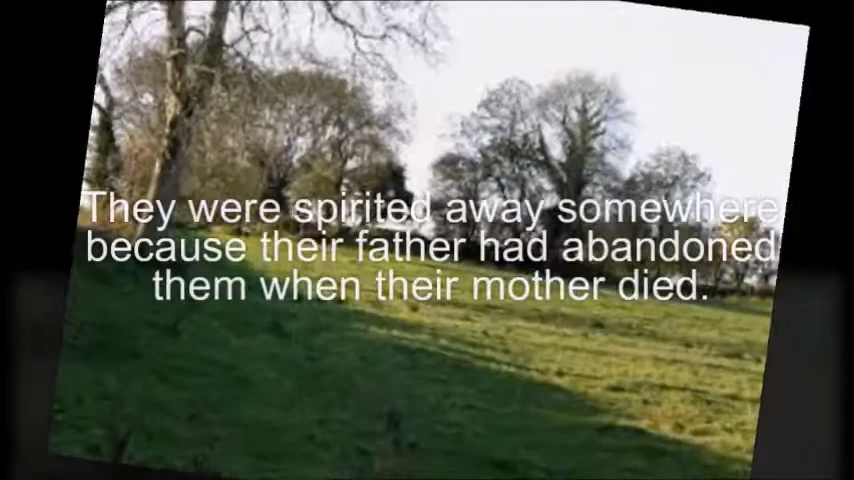 They were spirited away somewhere
because their father had abandoned
them when their mother died.